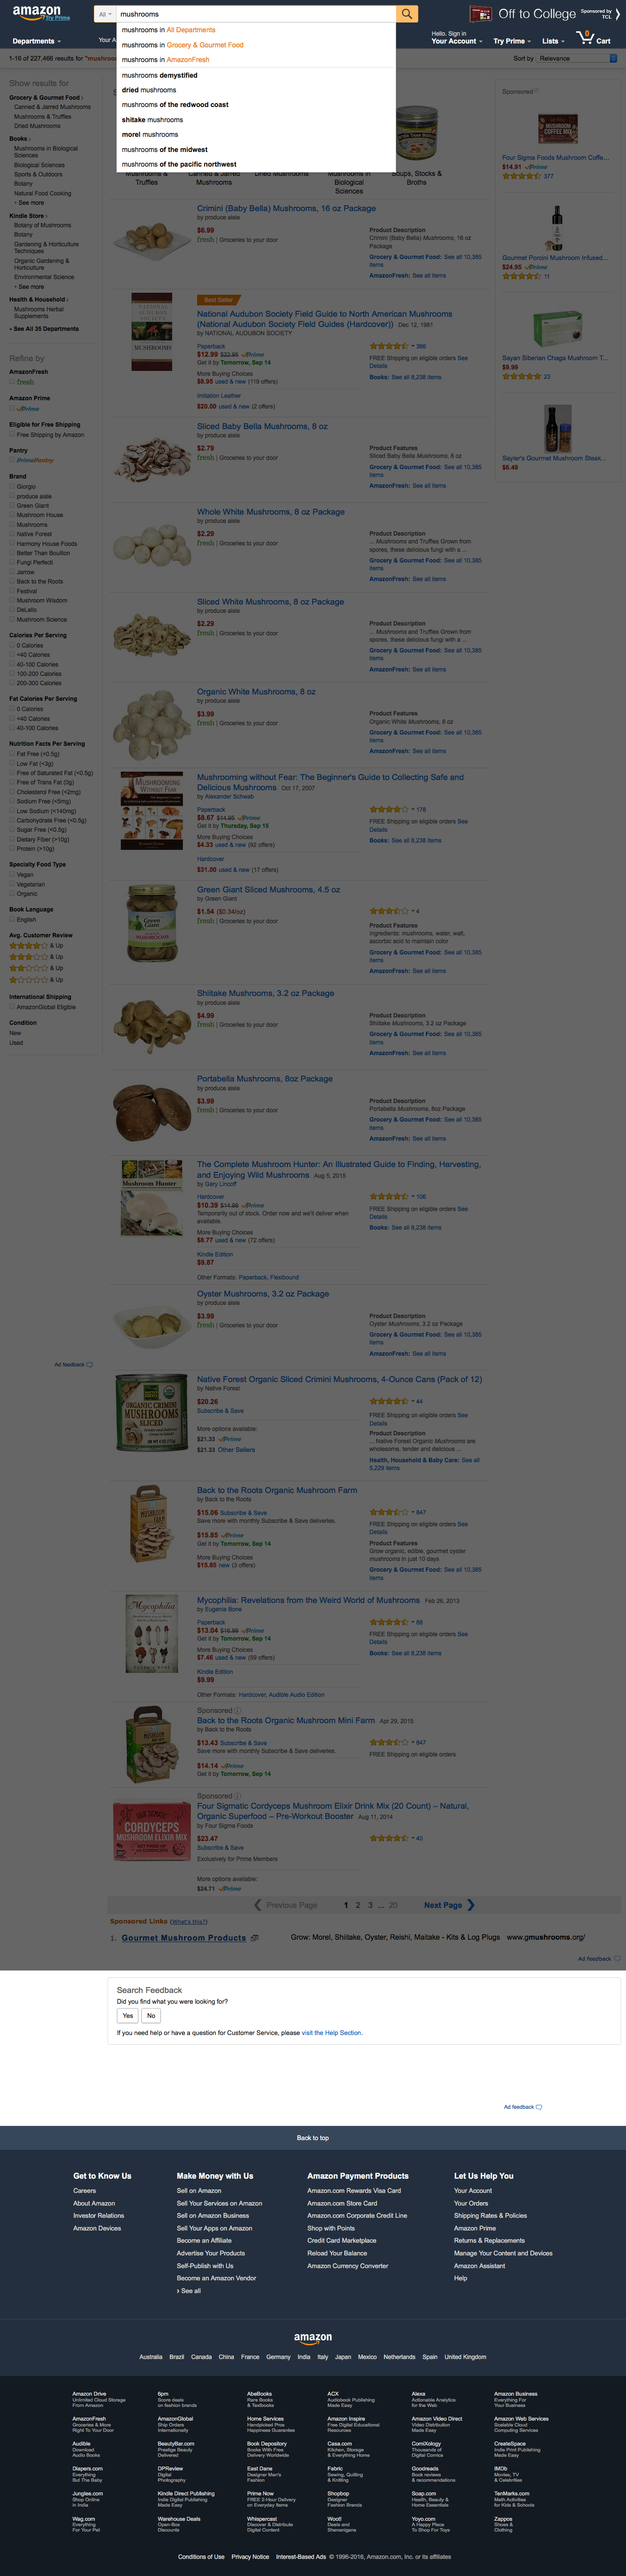 amazon
Try Prime
All
mushrooms
Off to College
Sponsored by
TCL
Departments
Your A
Hello. Sign in
Your Account
Try Prime
Lists
0
Cart
mushrooms in All Departments
mushrooms in Grocery & Gourmet Food
mushrooms in AmazonFresh
mushrooms demystified
dried mushrooms
mushrooms of the redwood coast
shitake mushrooms
morel mushrooms
mushrooms of the midwest
mushrooms of the pacific northwest
1-16 of 227,466 results for "mushroo
Sort by Relevance
Show results for
Grocery & Gourmet Food ›
Canned & Jarred Mushrooms
Mushrooms & Truffles
Dried Mushrooms
Books ›
Mushrooms in Biological
Sciences
Biological Sciences
Sports & Outdoors
Botany
Natural Food Cooking
+ See more
Kindle Store ›
Botany of Mushrooms
Botany
Gardening & Horticulture
Techniques
Organic Gardening &
Horticulture
Environmental Science
+ See more
Health & Household ›
Mushrooms Herbal
Supplements
+ See All 35 Departments
Refine by
AmazonFresh
fresh
Amazon Prime
Prime
Eligible for Free Shipping
Free Shipping by Amazon
Pantry
PrimePantry
Brand
Giorgio
produce aisle
Green Giant
Mushroom House
Mushrooms
Native Forest
Harmony House Foods
Better Than Bouillon
Fungi Perfecti
Jarrow
Back to the Roots
Festival
Mushroom Wisdom
DeLallo
Mushroom Science
Calories Per Serving
0 Calories
<40 Calories
40-100 Calories
100-200 Calories
200-300 Calories
Fat Calories Per Serving
0 Calories
<40 Calories
40-100 Calories
Nutrition Facts Per Serving
Fat Free (<0.5g)
Low Fat (<3g)
Free of Saturated Fat (<0.5g)
Free of Trans Fat (0g)
Cholesterol Free (<2mg)
Sodium Free (<5mg)
Low Sodium (<140mg)
Carbohydrate Free (<0.5g)
Sugar Free (<0.5g)
Dietary Fiber (>10g)
Protein (>10g)
Specialty Food Type
Vegan
Vegetarian
Organic
Book Language
English
Avg. Customer Review
& Up
& Up
& Up
& Up
International Shipping
AmazonGlobal Eligible
Condition
New
Used
Mushrooms &
Truffles
Canned & Jarred
Mushrooms
Dried Mushrooms
Mushrooms in
Biological
Sciences
Soups, Stocks &
Broths
Crimini (Baby Bella) Mushrooms, 16 oz Package
by produce aisle
$6.99
fresh | Groceries to your door
Product Description
Crimini (Baby Bella) Mushrooms, 16 oz
Package
Grocery & Gourmet Food: See all 10,385
items
AmazonFresh: See all items
Best Seller
National Audubon Society Field Guide to North American Mushrooms
(National Audubon Society Field Guides (Hardcover)) Dec 12, 1981
by NATIONAL AUDUBON SOCIETY
Paperback
$12.99 $22.95 Prime
Get it by Tomorrow, Sep 14
More Buying Choices
$8.95 used & new (119 offers)
Imitation Leather
$20.00 used & new (2 offers)
366
FREE Shipping on eligible orders See
Details
Books: See all 8,238 items
Sliced Baby Bella Mushrooms, 8 oz
by produce aisle
$2.79
fresh | Groceries to your door
Product Features
Sliced Baby Bella Mushrooms, 8 oz
Grocery & Gourmet Food: See all 10,385
items
AmazonFresh: See all items
Whole White Mushrooms, 8 oz Package
by produce aisle
$2.29
fresh | Groceries to your door
Product Description
... Mushrooms and Truffles Grown from
spores, these delicious fungi with a ...
Grocery & Gourmet Food: See all 10,385
items
AmazonFresh: See all items
Sliced White Mushrooms, 8 oz Package
by produce aisle
$2.29
fresh | Groceries to your door
Product Description
... Mushrooms and Truffles Grown from
spores, these delicious fungi with a ...
Grocery & Gourmet Food: See all 10,385
items
AmazonFresh: See all items
Organic White Mushrooms, 8 oz
by produce aisle
$3.99
fresh | Groceries to your door
Product Features
Organic White Mushrooms, 8 oz
Grocery & Gourmet Food: See all 10,385
items
AmazonFresh: See all items
Mushrooming without Fear: The Beginner's Guide to Collecting Safe and
Delicious Mushrooms Oct 17, 2007
by Alexander Schwab
Paperback
$8.67 $14.95 Prime
Get it by Thursday, Sep 15
More Buying Choices
$4.33 used & new (92 offers)
Hardcover
$31.00 used & new (17 offers)
178
FREE Shipping on eligible orders See
Details
Books: See all 8,238 items
Green Giant Sliced Mushrooms, 4.5 oz
by Green Giant
$1.54 ($0.34/oz)
fresh | Groceries to your door
4
Product Features
Ingredients: mushrooms, water, walt,
ascorbic acid to maintain color
Grocery & Gourmet Food: See all 10,385
items
AmazonFresh: See all items
Shiitake Mushrooms, 3.2 oz Package
by produce aisle
$4.99
fresh | Groceries to your door
Product Description
Shiitake Mushrooms, 3.2 oz Package
Grocery & Gourmet Food: See all 10,385
items
AmazonFresh: See all items
Portabella Mushrooms, 8oz Package
by produce aisle
$3.99
fresh | Groceries to your door
Product Description
Portabella Mushrooms, 8oz Package
Grocery & Gourmet Food: See all 10,385
items
AmazonFresh: See all items
The Complete Mushroom Hunter: An Illustrated Guide to Finding, Harvesting,
and Enjoying Wild Mushrooms Aug 5, 2015
by Gary Lincoff
Hardcover
$10.39 $14.99 Prime
Temporarily out of stock. Order now and we'll deliver when
available.
More Buying Choices
$6.77 used & new (72 offers)
Kindle Edition
$9.87
Other Formats: Paperback, Flexibound
106
FREE Shipping on eligible orders See
Details
Books: See all 8,238 items
Oyster Mushrooms, 3.2 oz Package
by produce aisle
$3.99
fresh | Groceries to your door
Product Description
Oyster Mushrooms, 3.2 oz Package
Grocery & Gourmet Food: See all 10,385
items
AmazonFresh: See all items
Ad feedback
Native Forest Organic Sliced Crimini Mushrooms, 4-Ounce Cans (Pack of 12)
by Native Forest
$20.26
Subscribe & Save
More options available:
$21.33 Prime
$21.33 Other Sellers
44
FREE Shipping on eligible orders See
Details
Product Description
... Native Forest Organic Mushrooms are
wholesome, tender and delicious ...
Health, Household & Baby Care: See all
5,229 items
Back to the Roots Organic Mushroom Farm
by Back to the Roots
$15.06 Subscribe & Save
Save more with monthly Subscribe & Save deliveries.
$15.85 Prime
Get it by Tomorrow, Sep 14
More Buying Choices
$15.85 new (3 offers)
847
FREE Shipping on eligible orders See
Details
Product Features
Grow organic, edible, gourmet oyster
mushrooms in just 10 days
Grocery & Gourmet Food: See all 10,385
items
Mycophilia: Revelations from the Weird World of Mushrooms Feb 26, 2013
by Eugenia Bone
Paperback
$13.04 $16.99 Prime
Get it by Tomorrow, Sep 14
More Buying Choices
$7.46 used & new (59 offers)
Kindle Edition
$9.99
Other Formats: Hardcover, Audible Audio Edition
88
FREE Shipping on eligible orders See
Details
Books: See all 8,238 items
Sponsored
Back to the Roots Organic Mushroom Mini Farm Apr 29, 2015
by Back to the Roots
$13.43 Subscribe & Save
Save more with monthly Subscribe & Save deliveries.
$14.14 Prime
Get it by Tomorrow, Sep 14
847
FREE Shipping on eligible orders
Sponsored
Four Sigmatic Cordyceps Mushroom Elixir Drink Mix (20 Count) – Natural,
Organic Superfood – Pre-Workout Booster Aug 11, 2014
by Four Sigma Foods
$23.47
Subscribe & Save
Exclusively for Prime Members
More options available:
$24.71 Prime
40
Sponsored
Four Sigma Foods Mushroom Coffe...
$14.91 Prime
377
Gourmet Porcini Mushroom Infused...
$24.95 Prime
11
Sayan Siberian Chaga Mushroom T...
$9.99
23
Sayler's Gourmet Mushroom Steak...
$6.49
Previous Page
1 2 3 ... 20
Next Page
Sponsored Links (What's this?)
1. Gourmet Mushroom Products
Grow: Morel, Shiitake, Oyster, Reishi, Maitake - Kits & Log Plugs www.gmushrooms.org/
Ad feedback
Search Feedback
Did you find what you were looking for?
Yes
No
If you need help or have a question for Customer Service, please visit the Help Section.
Ad feedback
Back to top
Get to Know Us
Careers
About Amazon
Investor Relations
Amazon Devices
Make Money with Us
Sell on Amazon
Sell Your Services on Amazon
Sell on Amazon Business
Sell Your Apps on Amazon
Become an Affiliate
Advertise Your Products
Self-Publish with Us
Become an Amazon Vendor
› See all
Amazon Payment Products
Amazon.com Rewards Visa Card
Amazon.com Store Card
Amazon.com Corporate Credit Line
Shop with Points
Credit Card Marketplace
Reload Your Balance
Amazon Currency Converter
Let Us Help You
Your Account
Your Orders
Shipping Rates & Policies
Amazon Prime
Returns & Replacements
Manage Your Content and Devices
Amazon Assistant
Help
amazon
Australia Brazil Canada China France Germany India Italy Japan Mexico Netherlands Spain United Kingdom
Amazon Drive
Unlimited Cloud Storage
From Amazon
6pm
Score deals
on fashion brands
AbeBooks
Rare Books
& Textbooks
ACX
Audiobook Publishing
Made Easy
Alexa
Actionable Analytics
for the Web
Amazon Business
Everything For
Your Business
AmazonFresh
Groceries & More
Right To Your Door
AmazonGlobal
Ship Orders
Internationally
Home Services
Handpicked Pros
Happiness Guarantee
Amazon Inspire
Free Digital Educational
Resources
Amazon Video Direct
Video Distribution
Made Easy
Amazon Web Services
Scalable Cloud
Computing Services
Audible
Download
Audio Books
BeautyBar.com
Prestige Beauty
Delivered
Book Depository
Books With Free
Delivery Worldwide
Casa.com
Kitchen, Storage
& Everything Home
ComiXology
Thousands of
Digital Comics
CreateSpace
Indie Print Publishing
Made Easy
Diapers.com
Everything
But The Baby
DPReview
Digital
Photography
East Dane
Designer Men's
Fashion
Fabric
Sewing, Quilting
& Knitting
Goodreads
Book reviews
& recommendations
IMDb
Movies, TV
& Celebrities
Junglee.com
Shop Online
in India
Kindle Direct Publishing
Indie Digital Publishing
Made Easy
Prime Now
FREE 2-Hour Delivery
on Everyday Items
Shopbop
Designer
Fashion Brands
Soap.com
Health, Beauty &
Home Essentials
TenMarks.com
Math Activities
for Kids & Schools
Wag.com
Everything
For Your Pet
Warehouse Deals
Open-Box
Discounts
Whispercast
Discover & Distribute
Digital Content
Woot!
Deals and
Shenanigans
Yoyo.com
A Happy Place
To Shop For Toys
Zappos
Shoes &
Clothing
Conditions of Use Privacy Notice Interest-Based Ads © 1996-2016, Amazon.com, Inc. or its affiliates